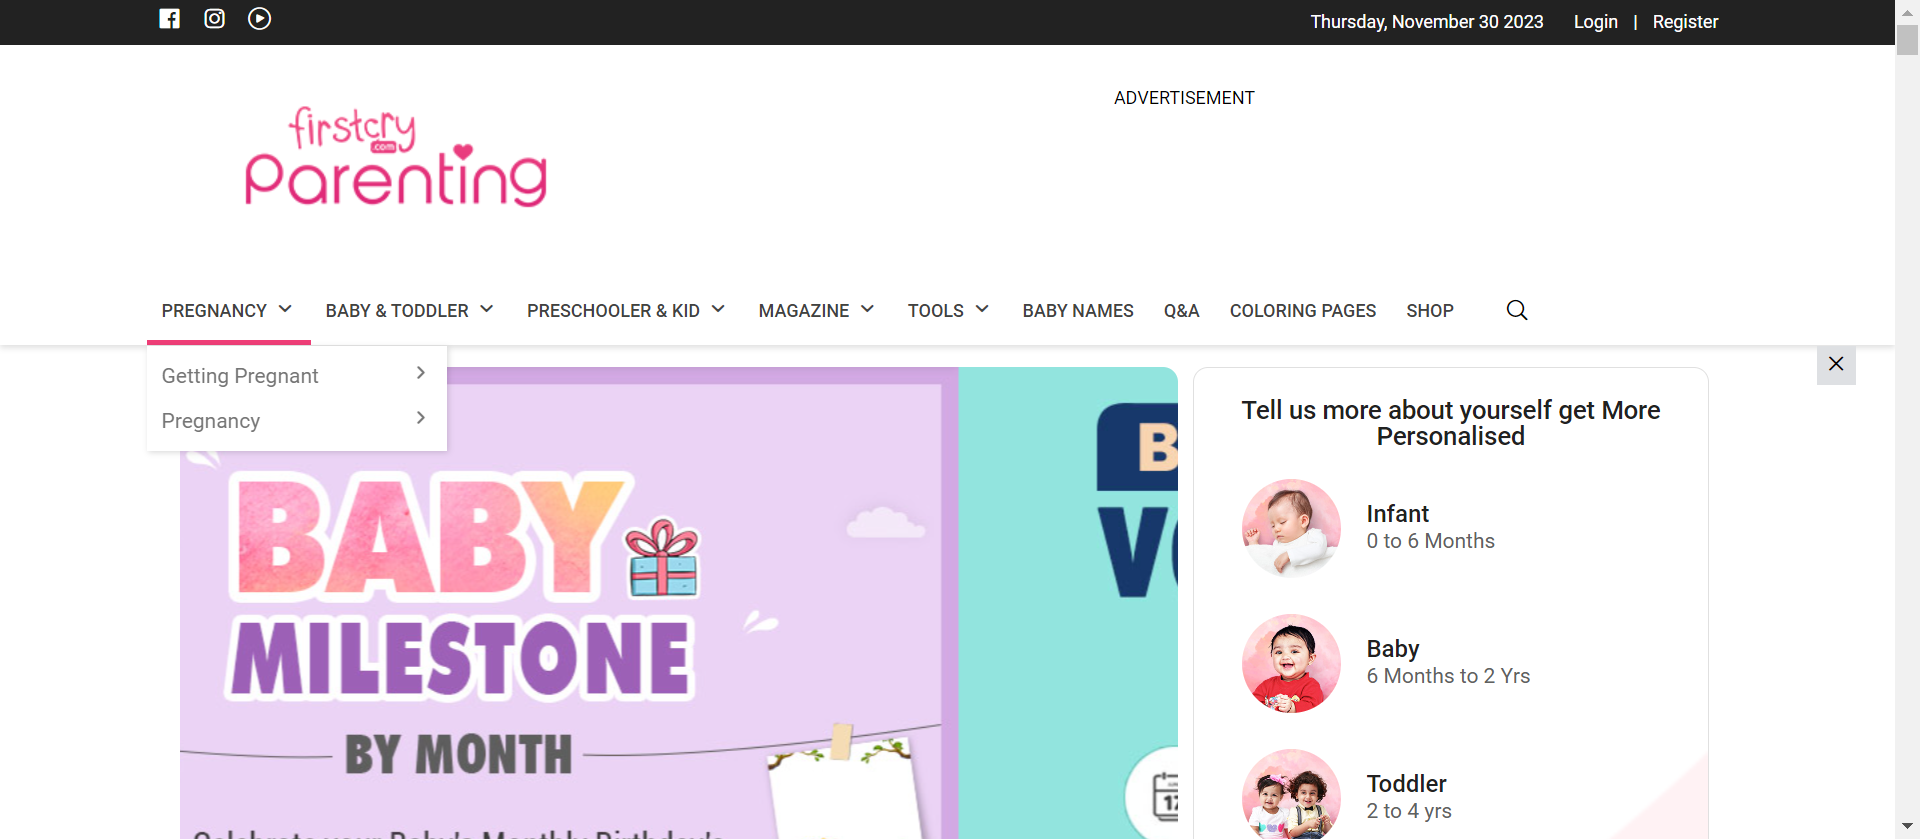 Thursday, November 30 2023 Login | Register
ADVERTISEMENT
firstcry
.com
Parenting
PREGNANCY BABY & TODDLER PRESCHOOLER & KID MAGAZINE TOOLS BABY NAMES Q&A COLORING PAGES SHOP
Getting Pregnant
Pregnancy
BABY
MILESTONE
BY MONTH
B
Tell us more about yourself get More
Personalised
Infant
0 to 6 Months
Baby
6 Months to 2 Yrs
Toddler
2 to 4 yrs